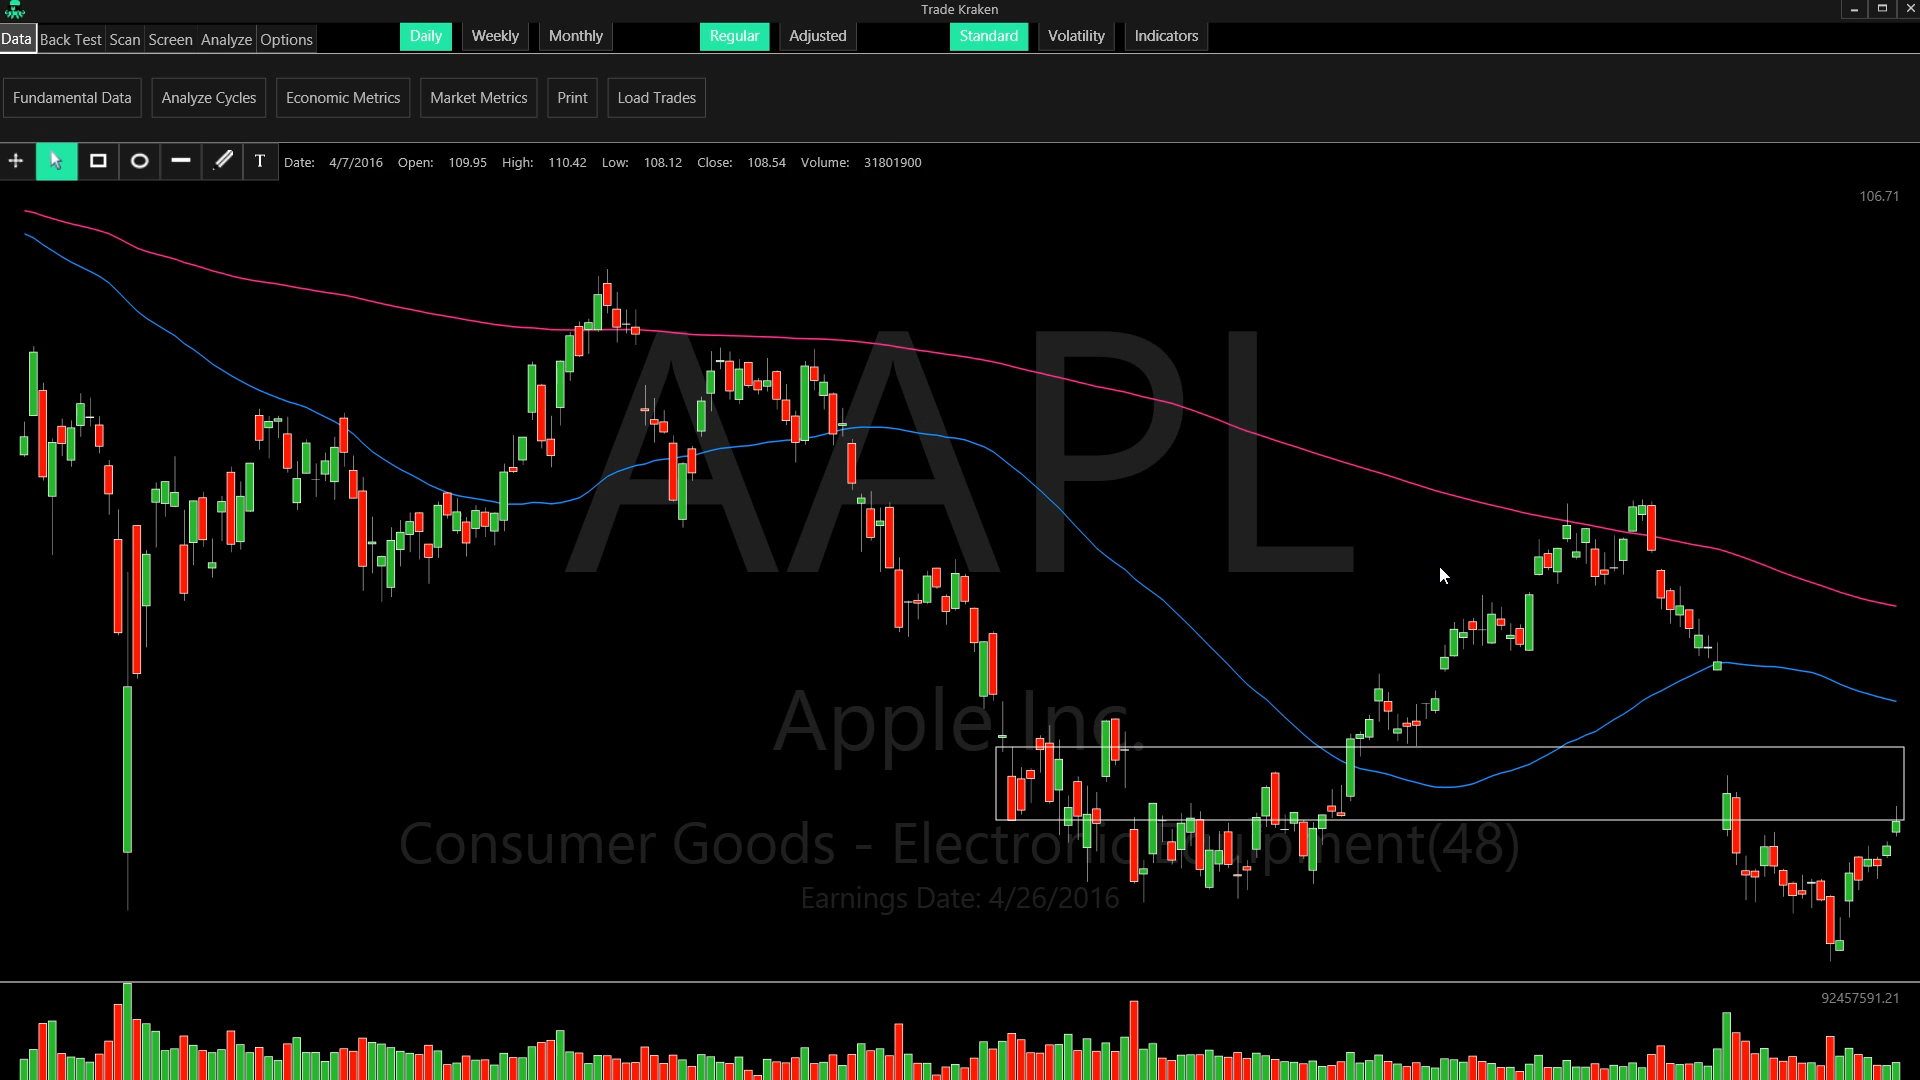 Trade Kraken
Data Back Test Scan Screen Analyze Options Daily Weekly Monthly Regular Adjusted Standard Volatility Indicators
Fundamental Data Analyze Cycles Economic Metrics Market Metrics Print Load Trades
T Date: 4/7/2016 Open: 109.95 High: 110.42 Low: 108.12 Close: 108.54 Volume: 31801900
106.71
AAPL
Apple Inc.
Consumer Goods - Electronic Equipment(48)
Earnings Date: 4/26/2016
92457591.21